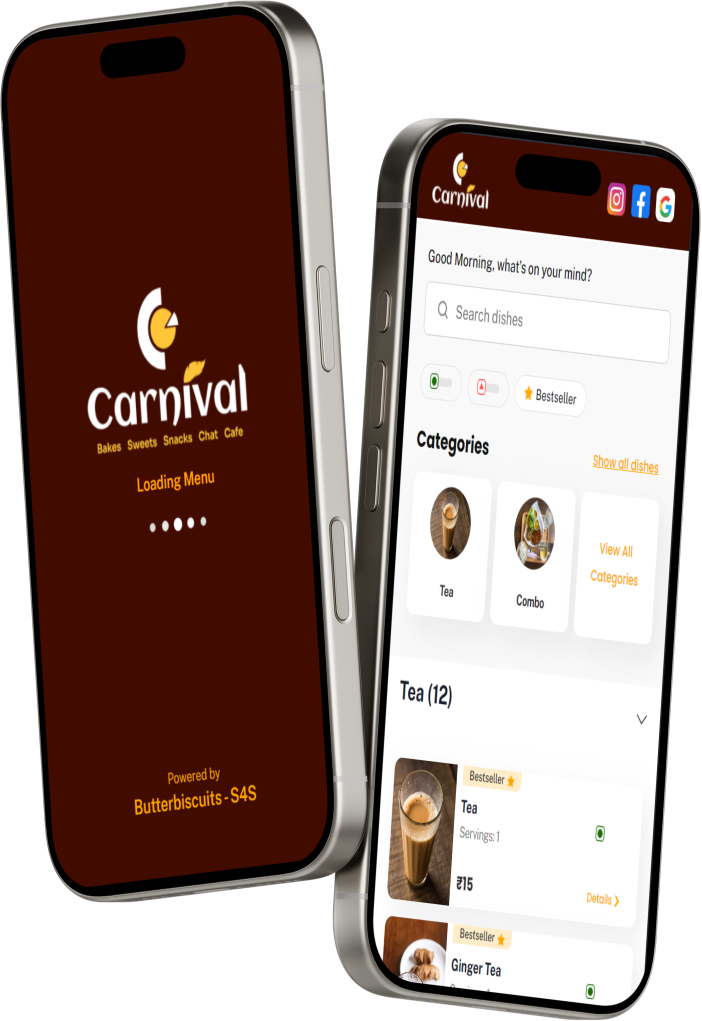 Carnival
Bakes Sweets Snacks Chat Cafe
Loading Menu
Powered by
Butterbiscuits - S4S
Carnival
Good Morning, what's on your mind?
Search dishes
Bestseller
Categories
Show all dishes
Tea
Combo
View All
Categories
Tea (12)
Bestseller
Tea
Servings: 1
₹15
Details
Bestseller
Ginger Tea